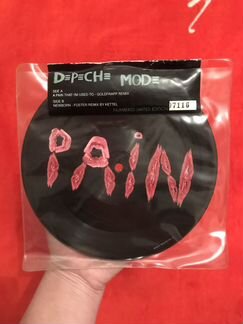 DEPECHE MODE
SIDE A
A PAIN THAT I'M USED TO - GOLDFRAPP REMIX
SIDE B
NEWBORN - FOSTER REMIX BY KETTEL
NUMBERED LIMITED EDITION
07116
PAIN